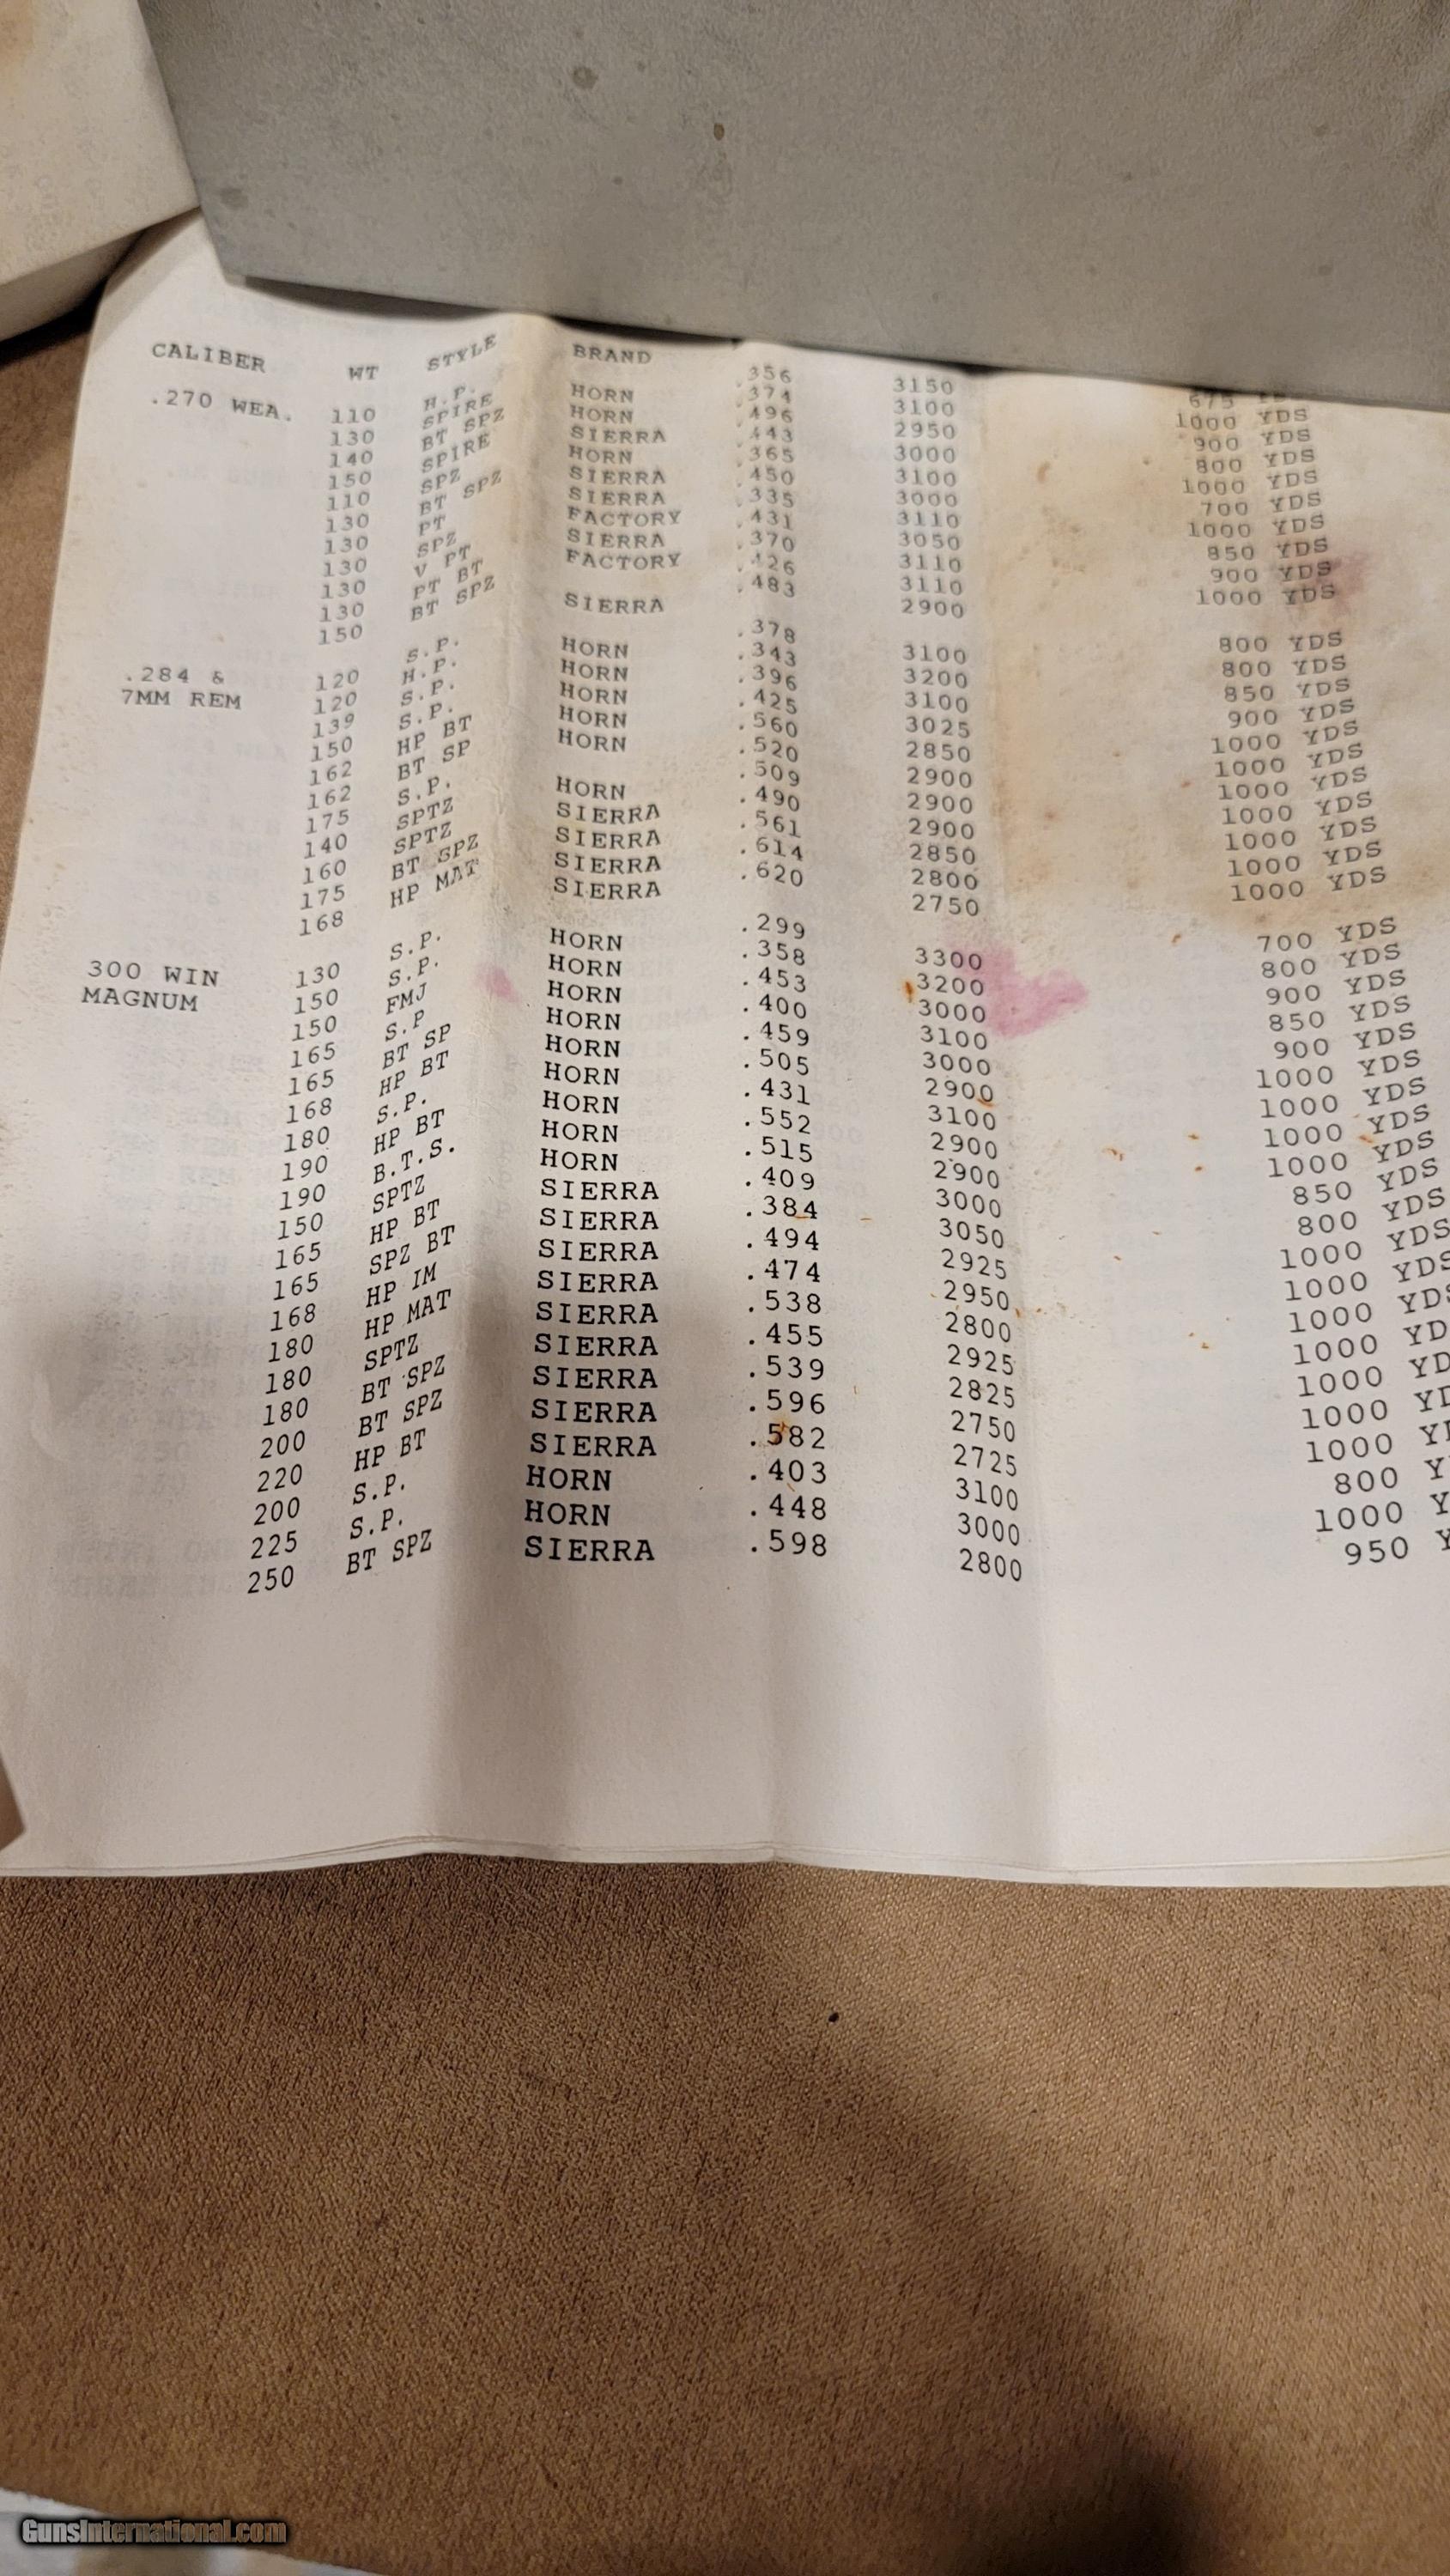 CALIBER WT STYLE BRAND
.270 WEA. 110 H.P. HORN .356 3150
130 SPIRE HORN .374 3100 675
140 BT SPZ SIERRA .496 2950 1000 YDS
150 SPIRE HORN .443 3000 900 YDS
110 SPZ SIERRA .365 3100 800 YDS
130 BT SPZ SIERRA .450 3000 1000 YDS
130 PT FACTORY .335 3110 700 YDS
130 SPZ SIERRA .431 3050 1000 YDS
130 V PT FACTORY .370 3110 850 YDS
130 PT BT .426 3110 900 YDS
150 BT SPZ SIERRA .483 2900 1000 YDS
.284 & 120 S.P. HORN .378 3100 800 YDS
7MM REM 120 H.P. HORN .343 3200 800 YDS
139 S.P. HORN .396 3100 850 YDS
150 S.P. HORN .425 3025 900 YDS
162 HP BT HORN .560 2850 1000 YDS
162 BT SP .520 2900 1000 YDS
175 S.P. HORN .509 2900 1000 YDS
140 SPTZ SIERRA .490 2900 1000 YDS
160 SPTZ SIERRA .561 2850 1000 YDS
175 BT SPZ SIERRA .614 2800 1000 YDS
168 HP MAT SIERRA .620 2750 1000 YDS
300 WIN 130 S.P. HORN .299 3300 700 YDS
MAGNUM 150 S.P. HORN .358 3200 800 YDS
150 FMJ HORN .453 3000 900 YDS
165 S.P HORN .400 3100 850 YDS
165 BT SP HORN .459 3000 900 YDS
168 HP BT HORN .505 2900 1000 YDS
180 S.P. HORN .431 3100 1000 YDS
190 HP BT HORN .552 2900 1000 YDS
190 B.T.S. HORN .515 2900 1000 YDS
150 SPTZ SIERRA .409 3000 850 YDS
165 HP BT SIERRA .384 3050 800 YDS
165 SPZ BT SIERRA .494 2925 1000 YDS
168 HP IM SIERRA .474 2950 1000 YDS
180 HP MAT SIERRA .538 2800 1000 YDS
180 SPTZ SIERRA .455 2925 1000 YD
180 BT SPZ SIERRA .539 2825 1000 YD
200 BT SPZ SIERRA .596 2750 1000 YD
220 HP BT SIERRA .582 2725 1000 Y
200 S.P. HORN .403 3100 800 Y
225 S.P. HORN .448 3000 1000 Y
250 BT SPZ SIERRA .598 2800 950 Y
GunsInternational.com